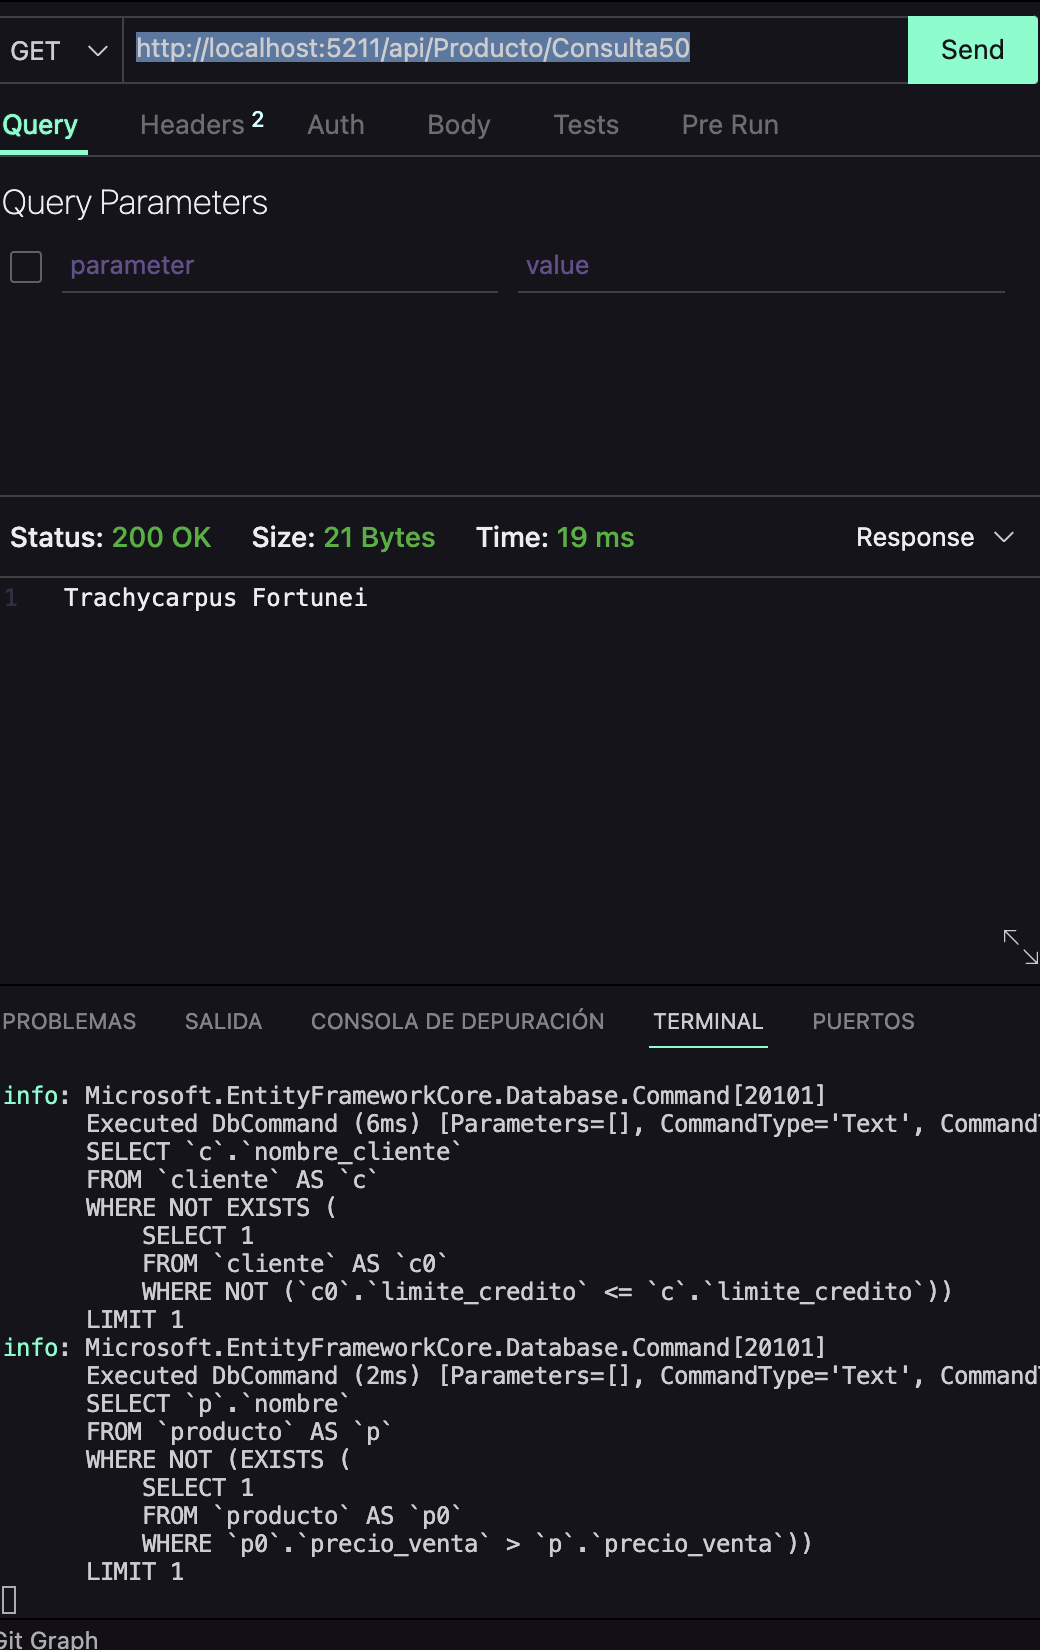 GET http://localhost:5211/api/Producto/Consulta50 Send
Query Headers 2 Auth Body Tests Pre Run
Query Parameters
parameter value
Status: 200 OK Size: 21 Bytes Time: 19 ms Response
1 Trachycarpus Fortunei
PROBLEMAS SALIDA CONSOLA DE DEPURACIÓN TERMINAL PUERTOS
info: Microsoft.EntityFrameworkCore.Database.Command[20101]
Executed DbCommand (6ms) [Parameters=[], CommandType='Text', Command
SELECT `c`.`nombre_cliente`
FROM `cliente` AS `c`
WHERE NOT EXISTS (
SELECT 1
FROM `cliente` AS `c0`
WHERE NOT (`c0`.`limite_credito` <= `c`.`limite_credito`))
LIMIT 1
info: Microsoft.EntityFrameworkCore.Database.Command[20101]
Executed DbCommand (2ms) [Parameters=[], CommandType='Text', Command
SELECT `p`.`nombre`
FROM `producto` AS `p`
WHERE NOT (EXISTS (
SELECT 1
FROM `producto` AS `p0`
WHERE `p0`.`precio_venta` > `p`.`precio_venta`))
LIMIT 1
Git Graph